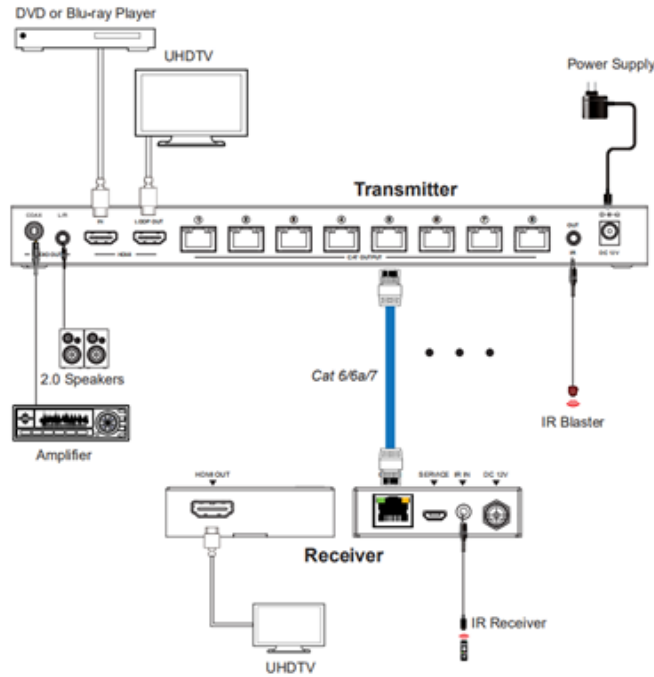 DVD or Blu-ray Player
UHDTV
Power Supply
Transmitter
COAX L/R IN LOOP OUT 1 2 3 4 5 6 7 8 OUT
HDMI CAT OUTPUT IR DC 12V
Cat 6/6a/7
2.0 Speakers
IR Blaster
Amplifier
HDMI OUT
SERVICE IR IN DC 12V
Receiver
IR Receiver
UHDTV